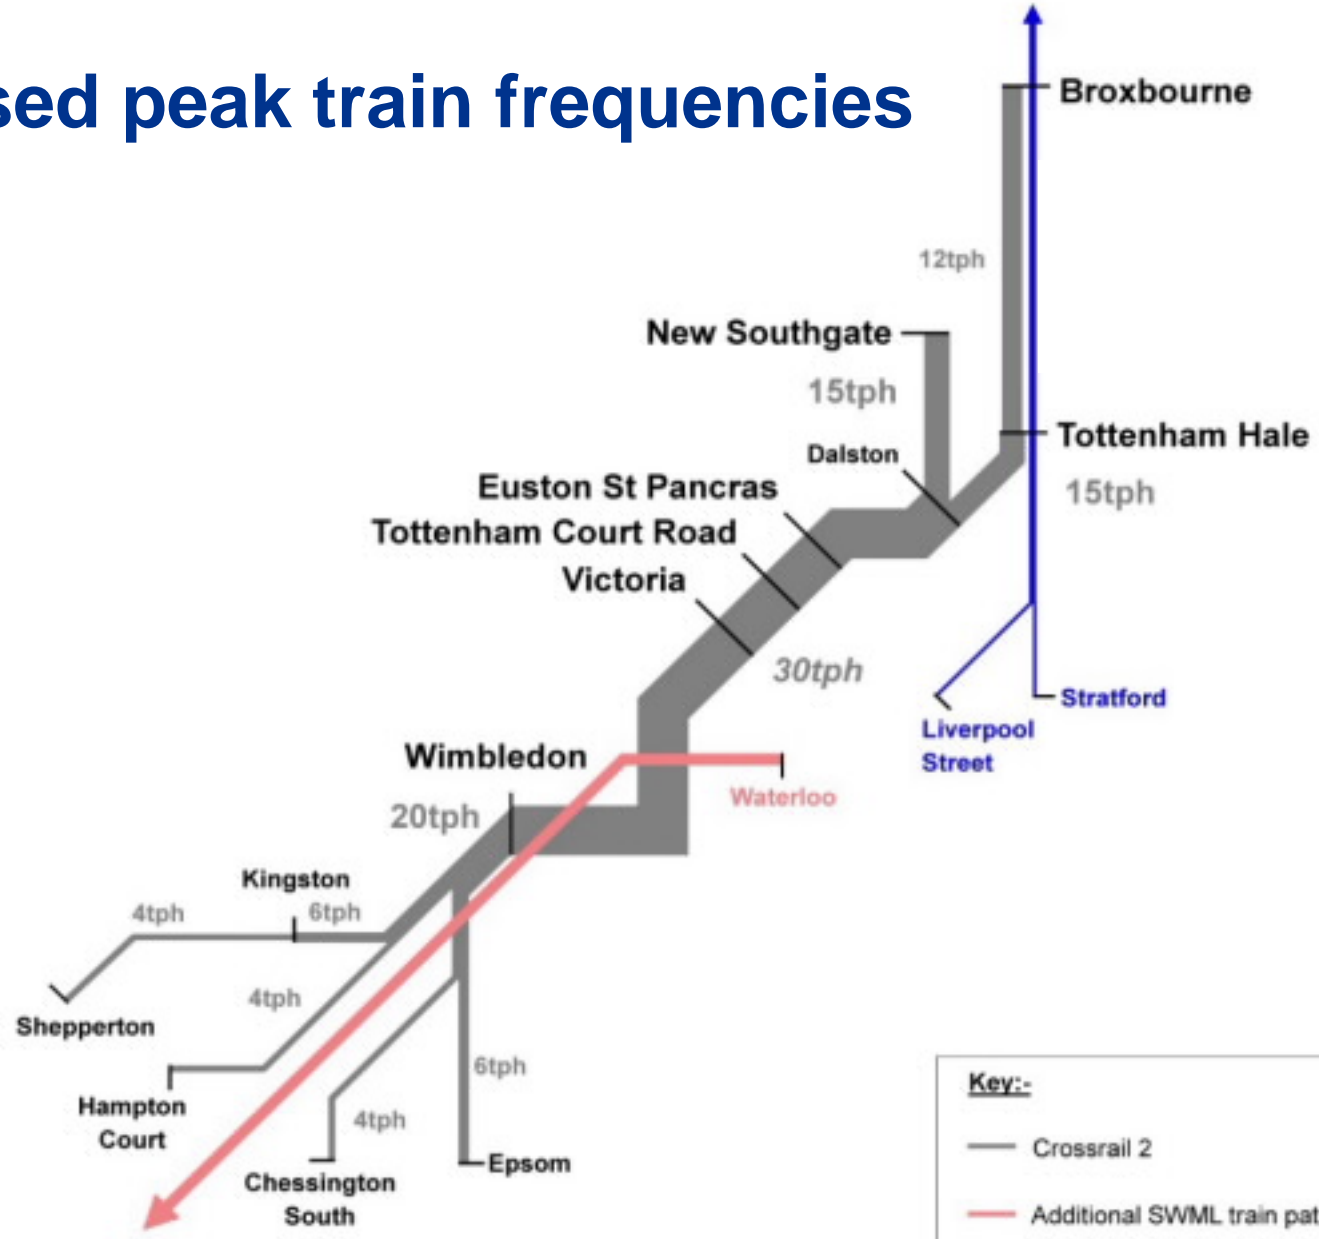 sed peak train frequencies
Broxbourne
12tph
New Southgate
15tph
Tottenham Hale
Dalston
15tph
Euston St Pancras
Tottenham Court Road
Victoria
30tph
Stratford
Liverpool
Street
Wimbledon
Waterloo
20tph
Kingston
4tph
6tph
4tph
Shepperton
6tph
Hampton
Court
4tph
Epsom
Chessington
South
Key:-
Crossrail 2
Additional SWML train pat